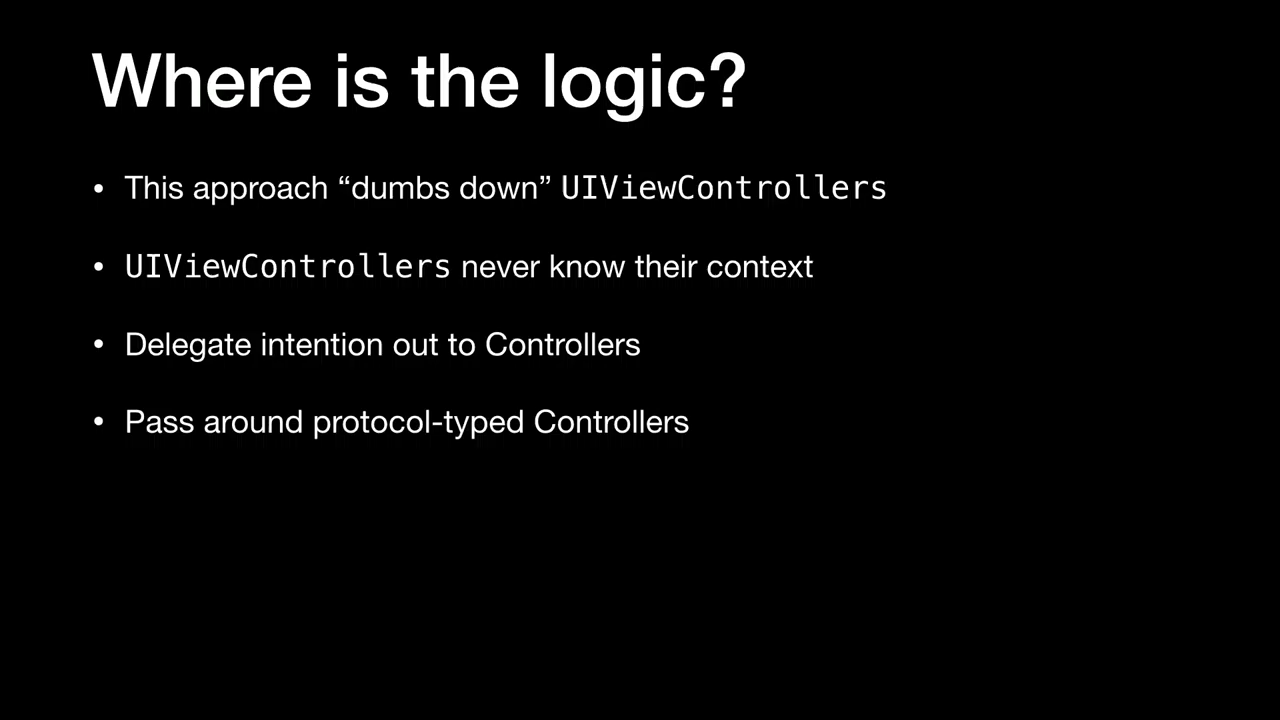 Where is the logic?
• This approach “dumbs down” UIViewControllers
• UIViewControllers never know their context
• Delegate intention out to Controllers
• Pass around protocol-typed Controllers